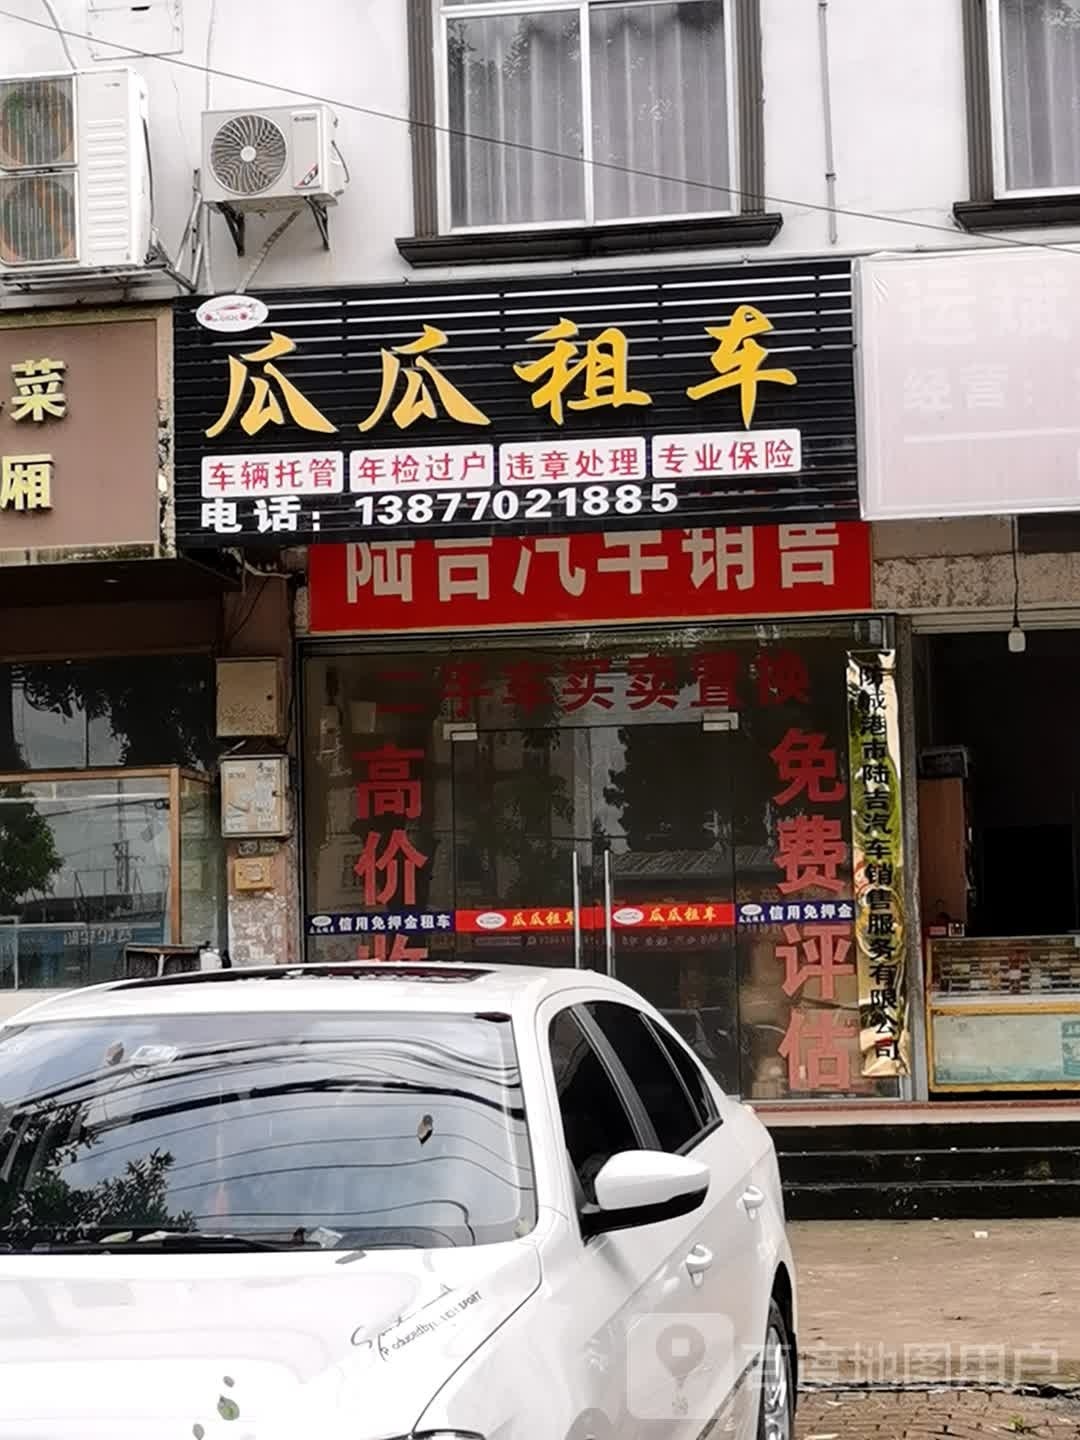 瓜瓜租车
车辆托管 年检过户 违章处理 专业保险
电话：13877021885
菜
厢
经营：
陆吉汽车销售
二手车买卖置换
高价收
免费评估
防城港市陆吉汽车销售服务有限公司
信用免押金租车 瓜瓜租车 瓜瓜租车 信用免押金
百度地图用户